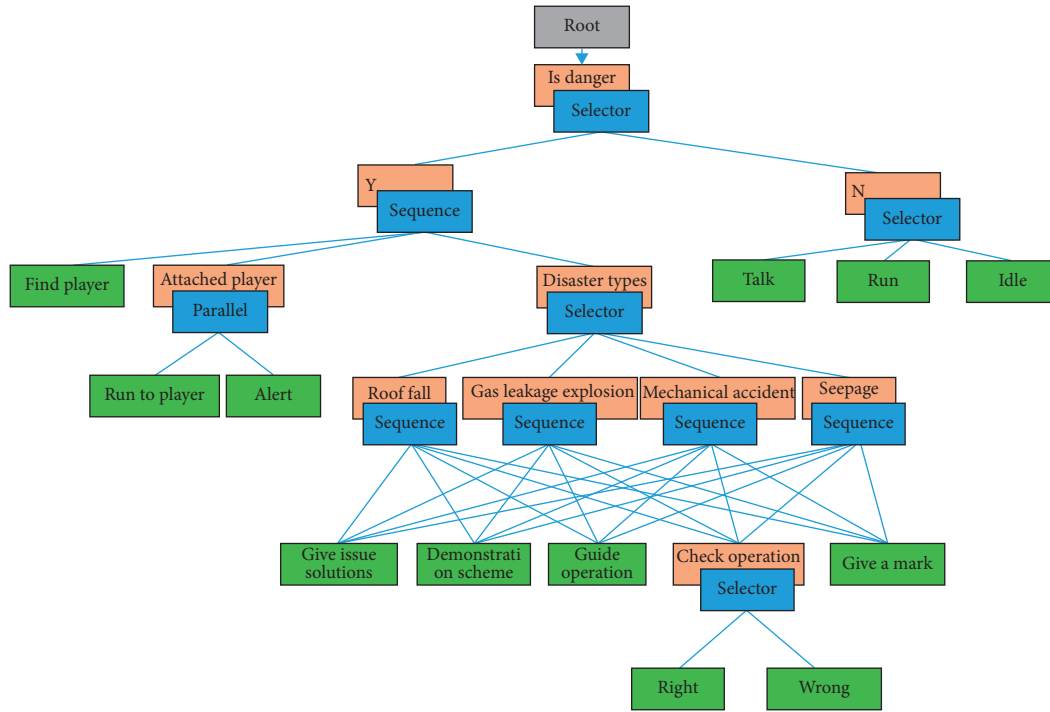 Root
Is danger
Selector
Y
Sequence
N
Selector
Find player
Attached player
Parallel
Disaster types
Selector
Talk
Run
Idle
Run to player
Alert
Roof fall
Sequence
Gas leakage explosion
Sequence
Mechanical accident
Sequence
Seepage
Sequence
Give issue
solutions
Demonstrati
on scheme
Guide
operation
Check operation
Selector
Give a mark
Right
Wrong